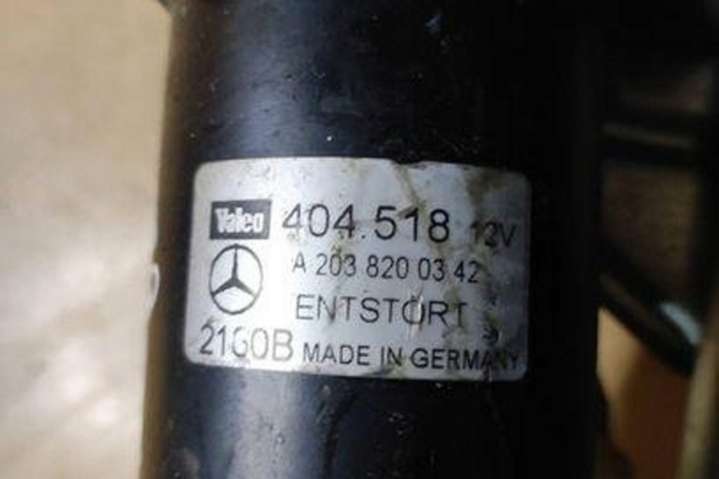 Valeo 404.518 12V
A 203 820 03 42
ENTSTÖRT
2160B MADE IN GERMANY